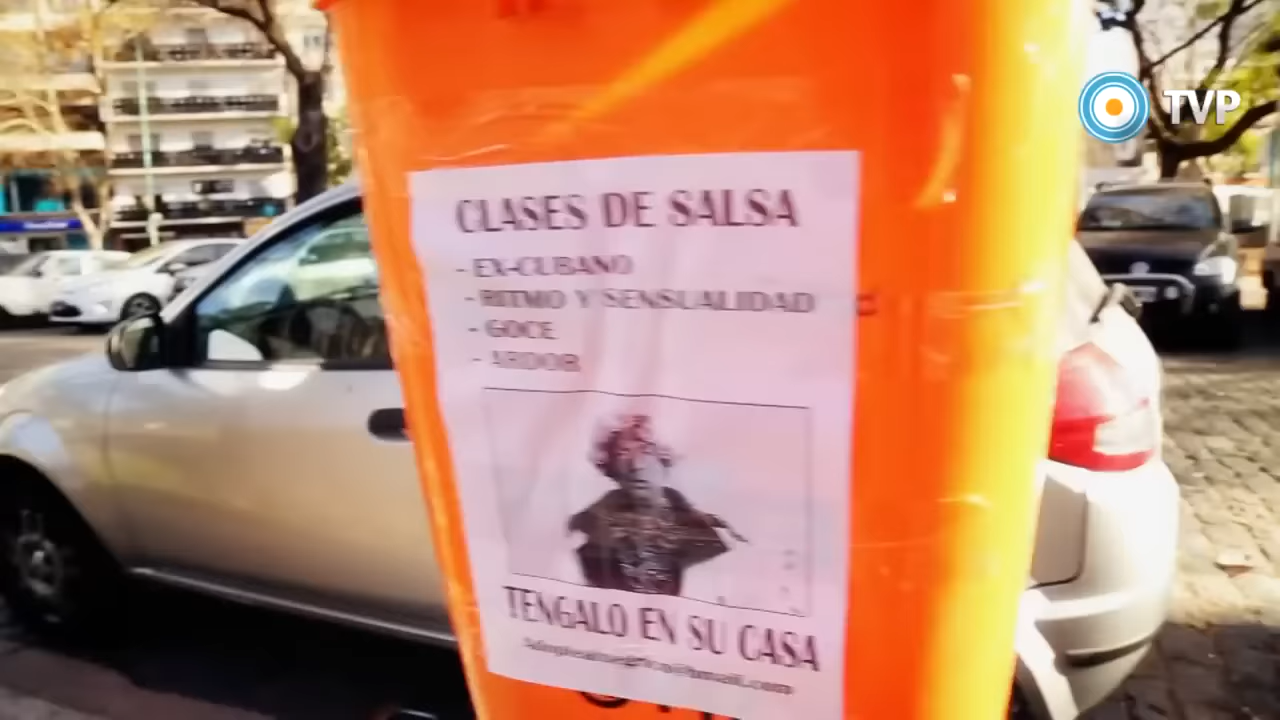 TVP
CLASES DE SALSA
- EX-CUBANO
- RITMO Y SENSUALIDAD
- GOCE
- ARDOR
TENGALO EN SU CASA